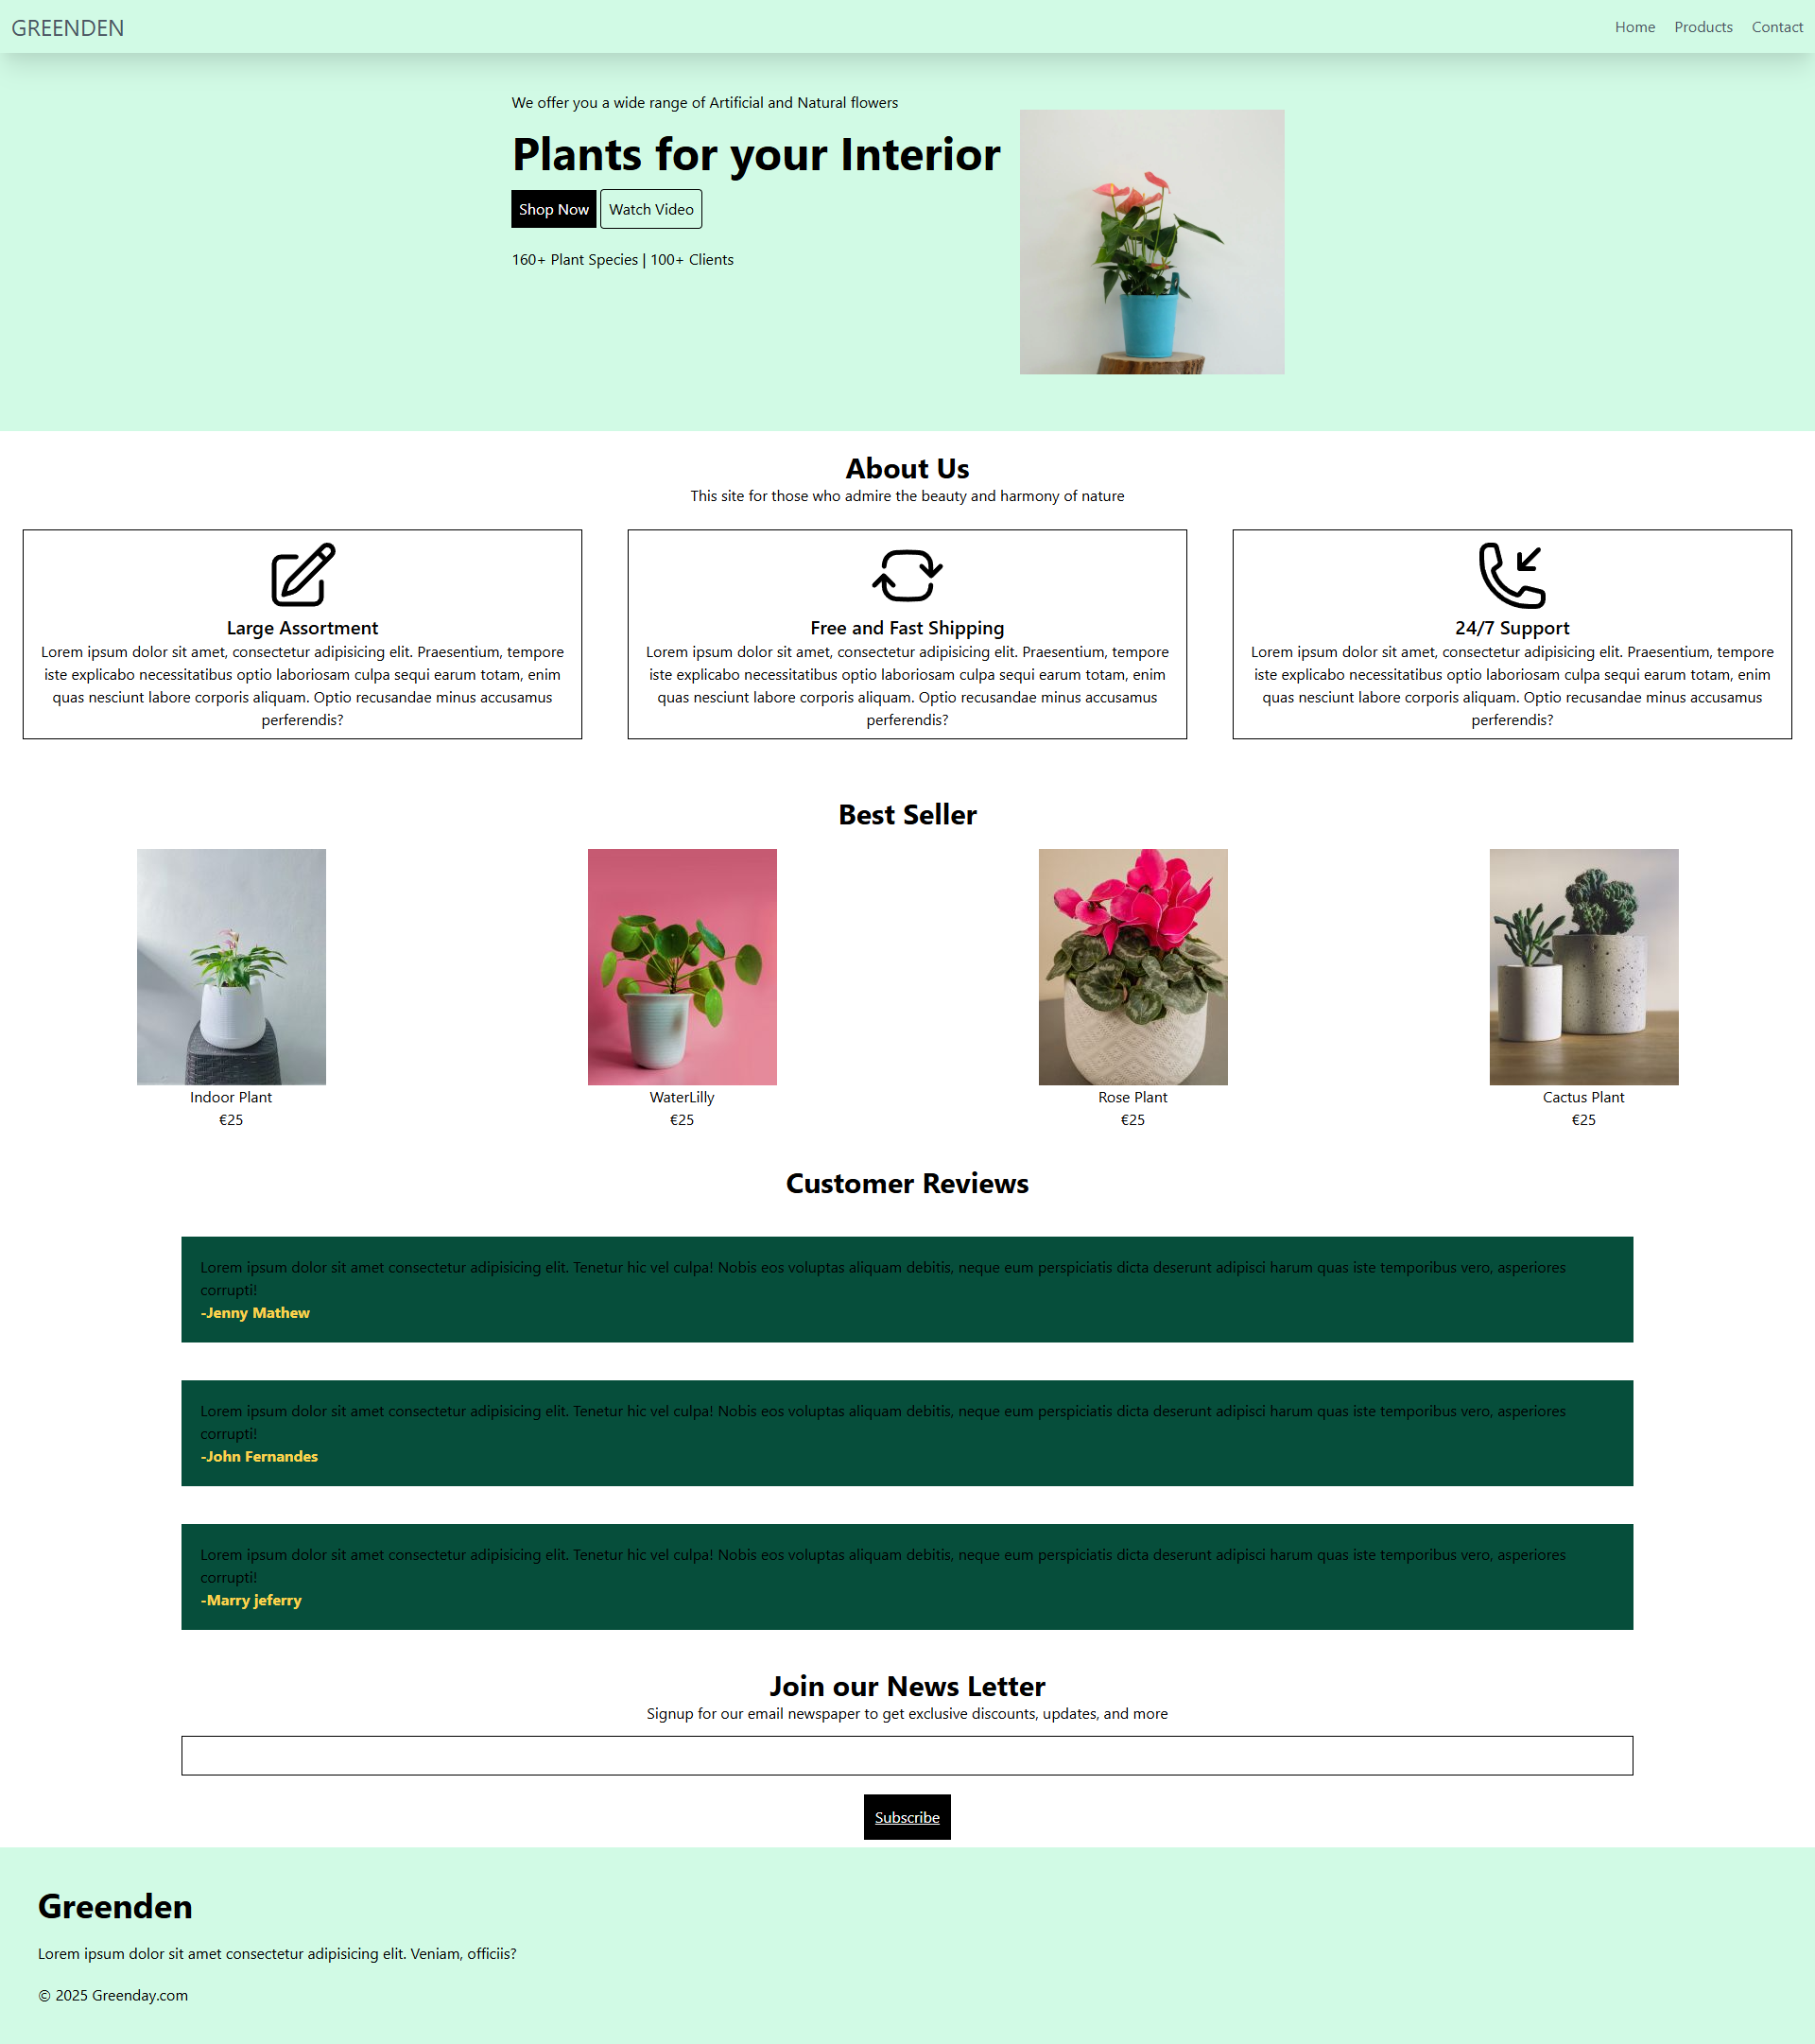 GREENDEN
Home Products Contact
We offer you a wide range of Artificial and Natural flowers
Plants for your Interior
Shop Now Watch Video
160+ Plant Species | 100+ Clients
About Us
This site for those who admire the beauty and harmony of nature
Large Assortment
Lorem ipsum dolor sit amet, consectetur adipisicing elit. Praesentium, tempore
iste explicabo necessitatibus optio laboriosam culpa sequi earum totam, enim
quas nesciunt labore corporis aliquam. Optio recusandae minus accusamus
perferendis?
Free and Fast Shipping
Lorem ipsum dolor sit amet, consectetur adipisicing elit. Praesentium, tempore
iste explicabo necessitatibus optio laboriosam culpa sequi earum totam, enim
quas nesciunt labore corporis aliquam. Optio recusandae minus accusamus
perferendis?
24/7 Support
Lorem ipsum dolor sit amet, consectetur adipisicing elit. Praesentium, tempore
iste explicabo necessitatibus optio laboriosam culpa sequi earum totam, enim
quas nesciunt labore corporis aliquam. Optio recusandae minus accusamus
perferendis?
Best Seller
Indoor Plant
€25
WaterLilly
€25
Rose Plant
€25
Cactus Plant
€25
Customer Reviews
Lorem ipsum dolor sit amet consectetur adipisicing elit. Tenetur hic vel culpa! Nobis eos voluptas aliquam debitis, neque eum perspiciatis dicta deserunt adipisci harum quas iste temporibus vero, asperiores
corrupti!
-Jenny Mathew
Lorem ipsum dolor sit amet consectetur adipisicing elit. Tenetur hic vel culpa! Nobis eos voluptas aliquam debitis, neque eum perspiciatis dicta deserunt adipisci harum quas iste temporibus vero, asperiores
corrupti!
-John Fernandes
Lorem ipsum dolor sit amet consectetur adipisicing elit. Tenetur hic vel culpa! Nobis eos voluptas aliquam debitis, neque eum perspiciatis dicta deserunt adipisci harum quas iste temporibus vero, asperiores
corrupti!
-Marry jeferry
Join our News Letter
Signup for our email newspaper to get exclusive discounts, updates, and more
Subscribe
Greenden
Lorem ipsum dolor sit amet consectetur adipisicing elit. Veniam, officiis?
© 2025 Greenday.com